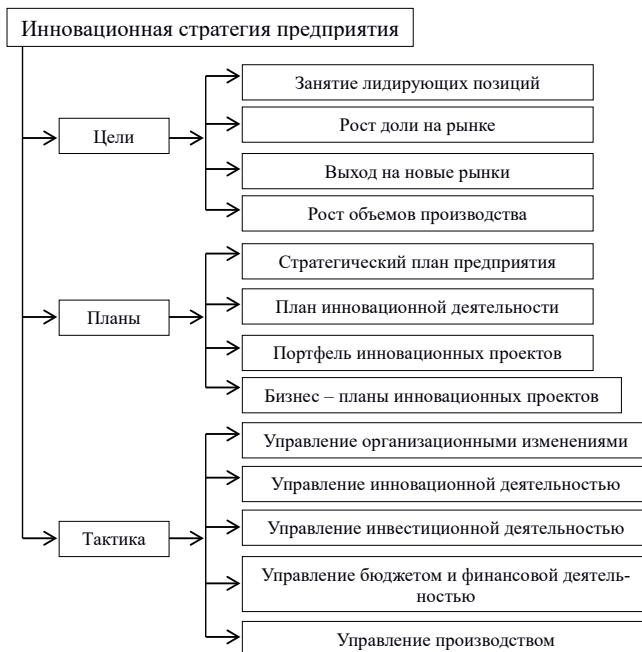 Инновационная стратегия предприятия
Занятие лидирующих позиций
Цели
Рост доли на рынке
Выход на новые рынки
Рост объемов производства
Стратегический план предприятия
Планы
План инновационной деятельности
Портфель инновационных проектов
Бизнес – планы инновационных проектов
Управление организационными изменениями
Управление инновационной деятельностью
Тактика
Управление инвестиционной деятельностью
Управление бюджетом и финансовой деятель-
ностью
Управление производством